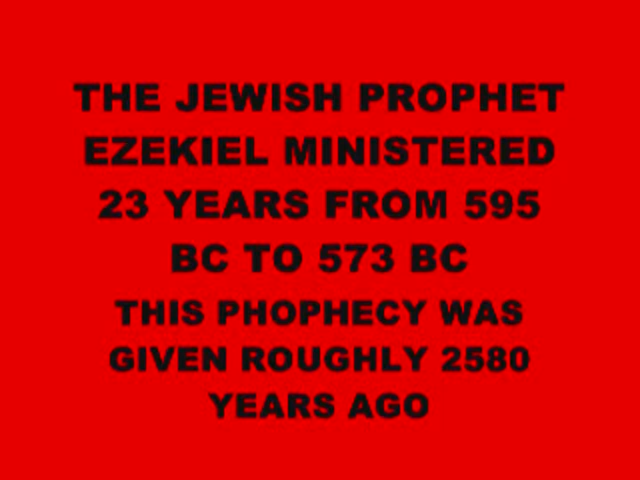 THE JEWISH PROPHET
EZEKIEL MINISTERED
23 YEARS FROM 595
BC TO 573 BC
THIS PHOPHECY WAS
GIVEN ROUGHLY 2580
YEARS AGO